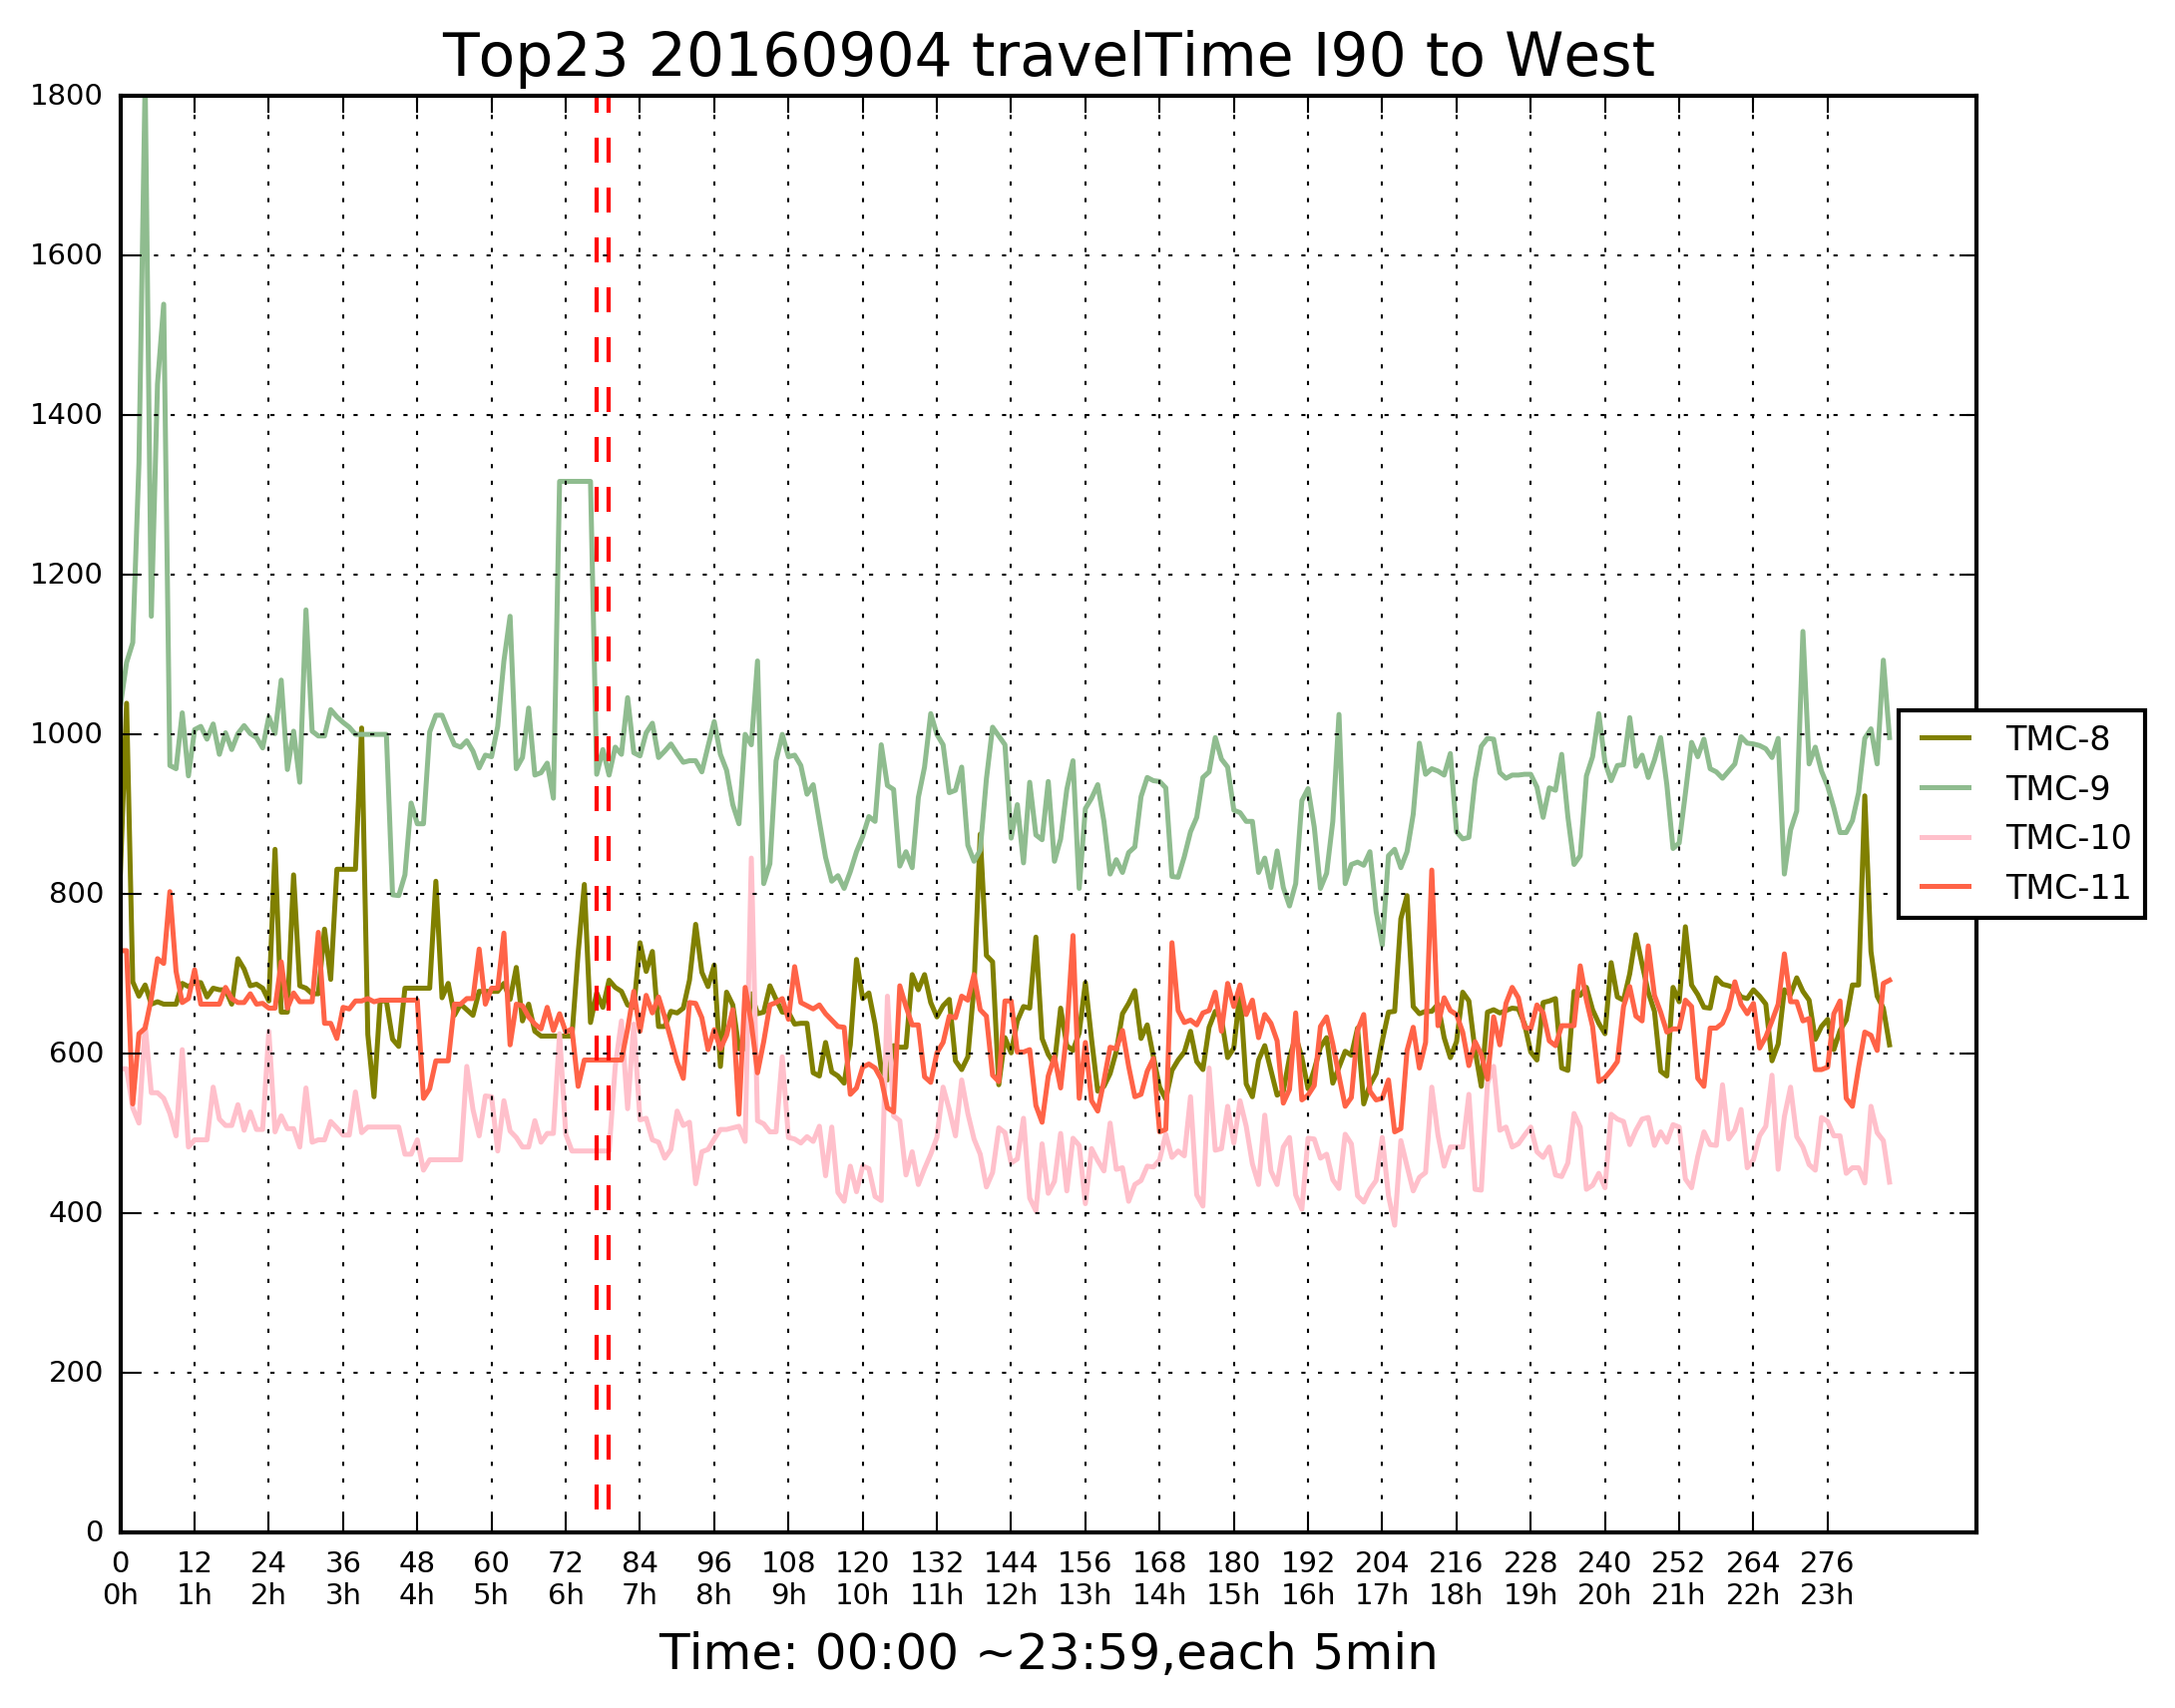 Top23 20160904 travelTime I90 to West
1800
1600
1400
1200
1000
800
600
400
200
0
TMC-8
TMC-9
TMC-10
TMC-11
0 12 24 36 48 60 72 84 96 108 120 132 144 156 168 180 192 204 216 228 240 252 264 276
0h 1h 2h 3h 4h 5h 6h 7h 8h 9h 10h 11h 12h 13h 14h 15h 16h 17h 18h 19h 20h 21h 22h 23h
Time: 00:00 ~23:59,each 5min